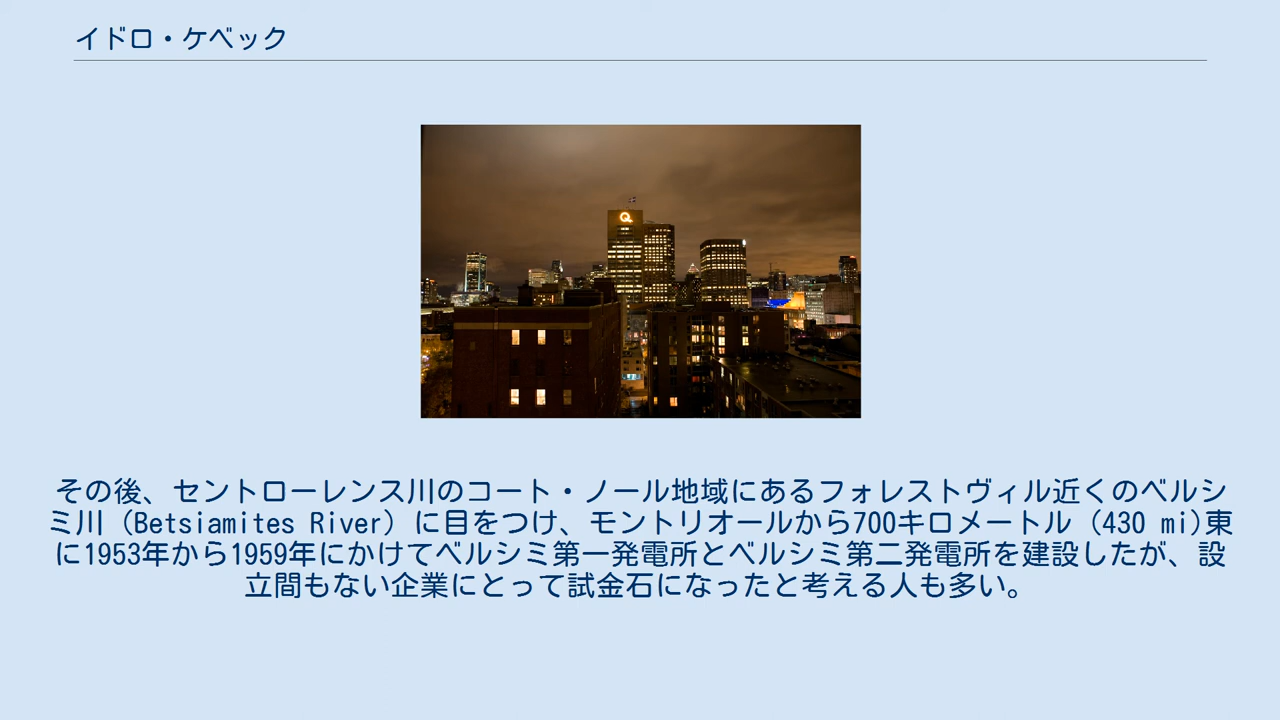 イドロ・ケベック
Q
その後、セントローレンス川のコート・ノール地域にあるフォレストヴィル近くのベルシ
ミ川 (Betsiamites River) に目をつけ、モントリオールから700キロメートル (430 mi)東
に1953年から1959年にかけてベルシミ第一発電所とベルシミ第二発電所を建設したが、設
立間もない企業にとって試金石になったと考える人も多い。